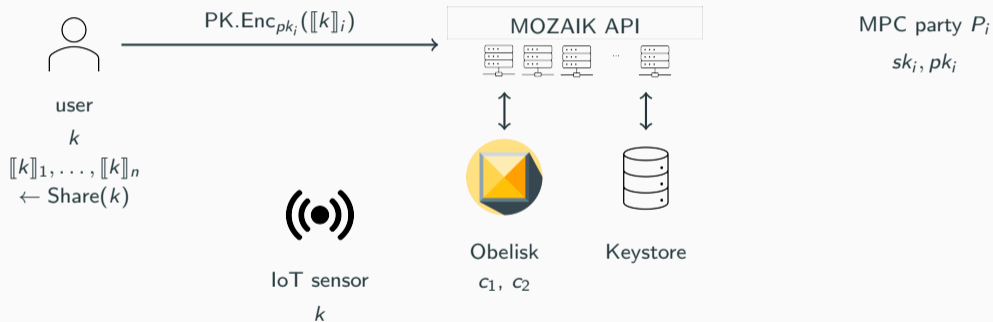 PK.Enc_{pk_i}(⟦k⟧_i)
MOZAIK API
...
MPC party P_i
sk_i, pk_i
user
k
⟦k⟧_1, . . . , ⟦k⟧_n
← Share(k)
IoT sensor
k
Obelisk
c_1, c_2
Keystore